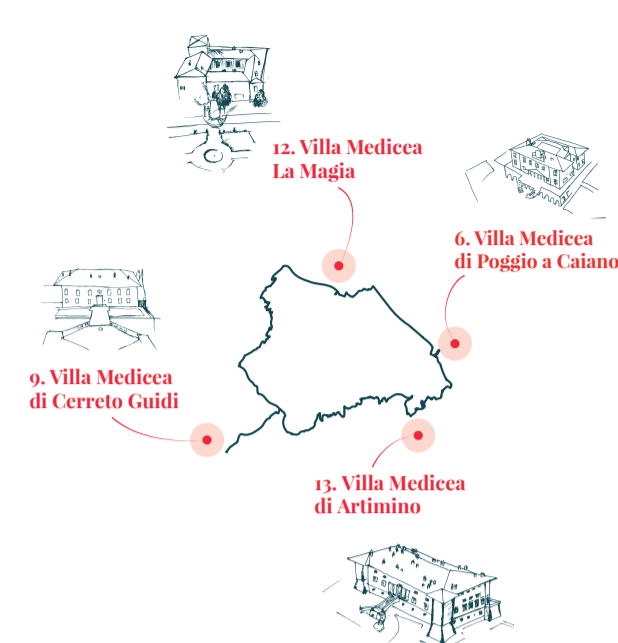 12. Villa Medicea
La Magia
6. Villa Medicea
di Poggio a Caiano
9. Villa Medicea
di Cerreto Guidi
13. Villa Medicea
di Artimino